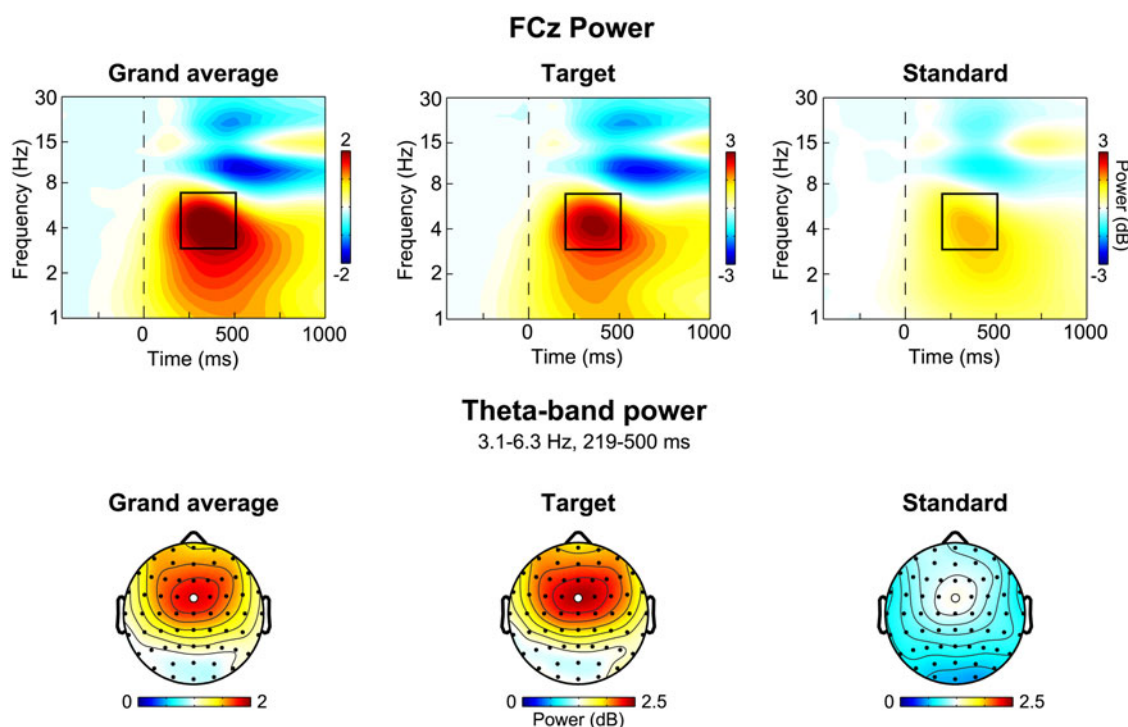 FCz Power
Grand average
Target
Standard
30
15
8
4
2
1
Frequency (Hz)
0
500
1000
Time (ms)
2
-2
30
15
8
4
2
1
Frequency (Hz)
0
500
1000
Time (ms)
3
-3
30
15
8
4
2
1
Frequency (Hz)
0
500
1000
Time (ms)
3
-3
Power (dB)
Theta-band power
3.1-6.3 Hz, 219-500 ms
Grand average
Target
Standard
0
2
0
2.5
Power (dB)
0
2.5